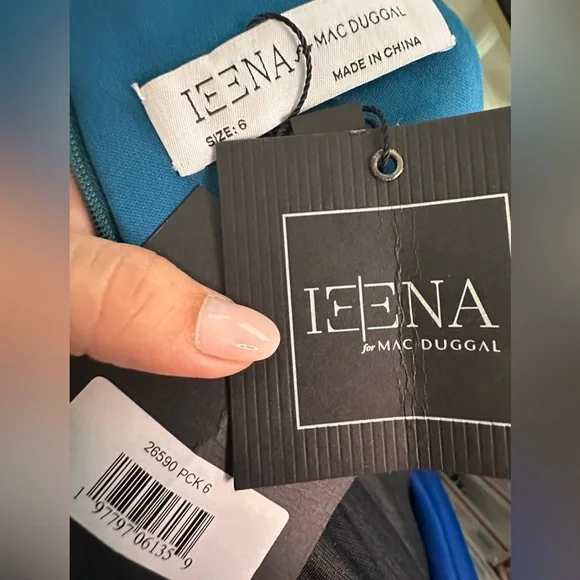 IEENA
for MAC DUGGAL
MADE IN CHINA
SIZE: 6
IEENA
for MAC DUGGAL
26590 PCK 6
1 97797 06135 9